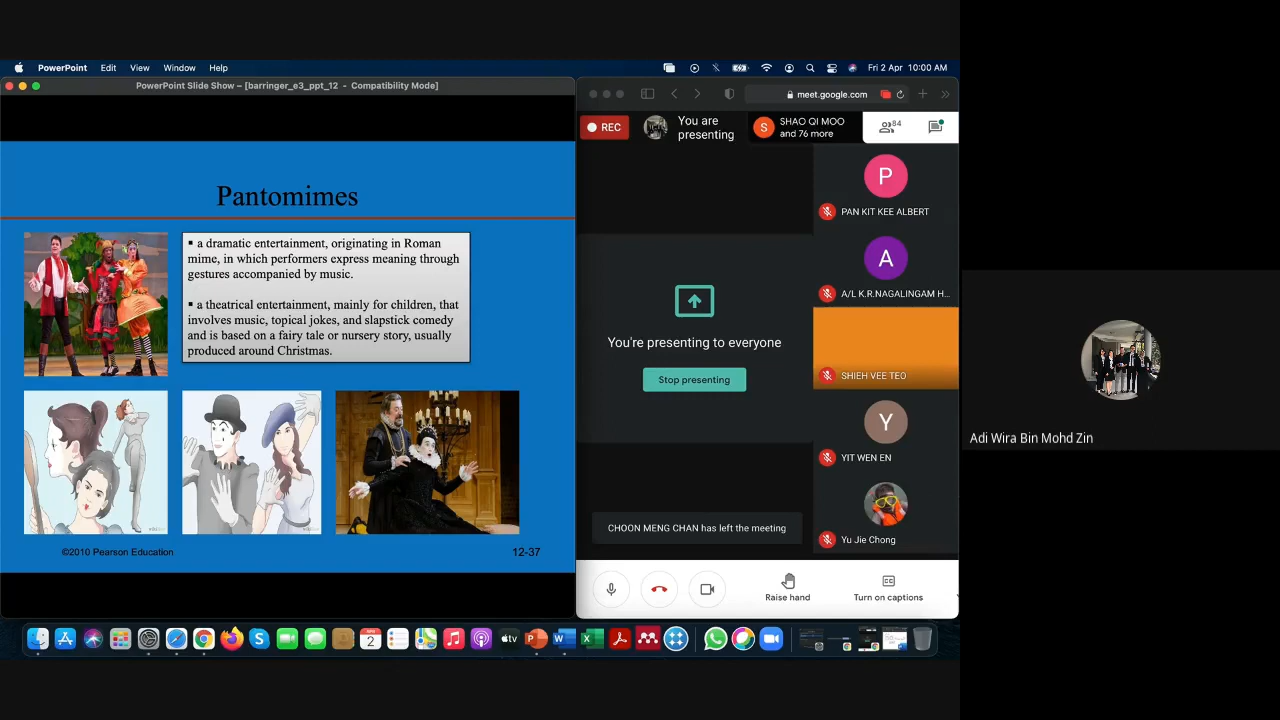 PowerPoint Edit View Window Help
Fri 2 Apr 10:00 AM
PowerPoint Slide Show – [barringer_e3_ppt_12 - Compatibility Mode]
Pantomimes
▪ a dramatic entertainment, originating in Roman
mime, in which performers express meaning through
gestures accompanied by music.
▪ a theatrical entertainment, mainly for children, that
involves music, topical jokes, and slapstick comedy
and is based on a fairy tale or nursery story, usually
produced around Christmas.
©2010 Pearson Education
12-37
meet.google.com
REC
You are
presenting
S
SHAO QI MOO
and 76 more
84
P
PAN KIT KEE ALBERT
A
A/L K.R.NAGALINGAM H...
SHIEH VEE TEO
Y
YIT WEN EN
Yu Jie Chong
You're presenting to everyone
Stop presenting
CHOON MENG CHAN has left the meeting
Raise hand
Turn on captions
Adi Wira Bin Mohd Zin
2
tv